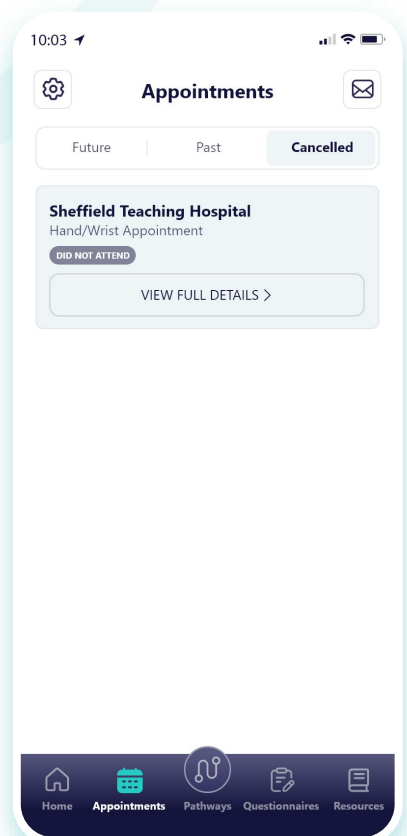 10:03
Appointments
Future Past Cancelled
Sheffield Teaching Hospital
Hand/Wrist Appointment
DID NOT ATTEND
VIEW FULL DETAILS >
Home Appointments Pathways Questionnaires Resources